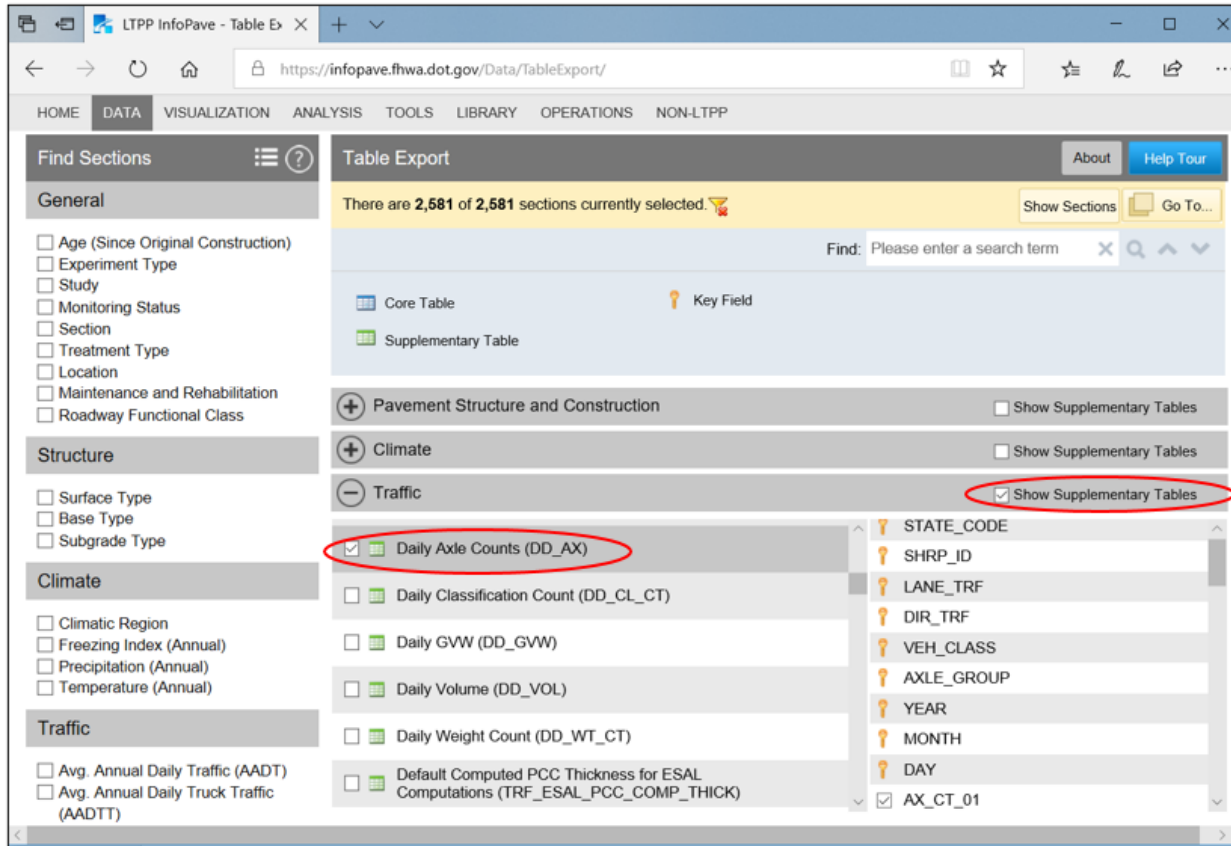 LTPP InfoPave - Table Ex
https://infopave.fhwa.dot.gov/Data/TableExport/
HOME DATA VISUALIZATION ANALYSIS TOOLS LIBRARY OPERATIONS NON-LTPP
Find Sections
General
Age (Since Original Construction)
Experiment Type
Study
Monitoring Status
Section
Treatment Type
Location
Maintenance and Rehabilitation
Roadway Functional Class
Structure
Surface Type
Base Type
Subgrade Type
Climate
Climatic Region
Freezing Index (Annual)
Precipitation (Annual)
Temperature (Annual)
Traffic
Avg. Annual Daily Traffic (AADT)
Avg. Annual Daily Truck Traffic
(AADTT)
Table Export
About
Help Tour
There are 2,581 of 2,581 sections currently selected.
Show Sections
Go To...
Find: Please enter a search term
Core Table
Key Field
Supplementary Table
Pavement Structure and Construction
Show Supplementary Tables
Climate
Show Supplementary Tables
Traffic
Show Supplementary Tables
Daily Axle Counts (DD_AX)
Daily Classification Count (DD_CL_CT)
Daily GVW (DD_GVW)
Daily Volume (DD_VOL)
Daily Weight Count (DD_WT_CT)
Default Computed PCC Thickness for ESAL
Computations (TRF_ESAL_PCC_COMP_THICK)
STATE_CODE
SHRP_ID
LANE_TRF
DIR_TRF
VEH_CLASS
AXLE_GROUP
YEAR
MONTH
DAY
AX_CT_01